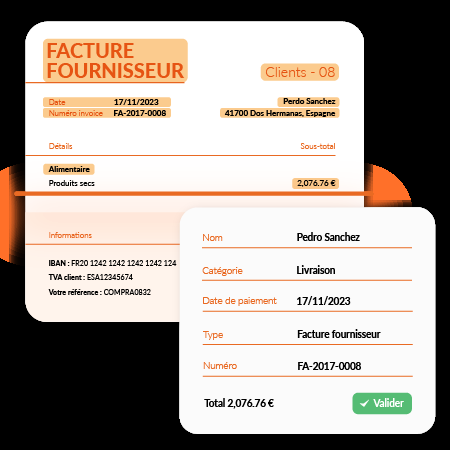 FACTURE
FOURNISSEUR
Clients - 08
Date 17/11/2023
Numéro invoice FA-2017-0008
Perdo Sanchez
41700 Dos Hermanas, Espagne
Détails Sous-total
Alimentaire
Produits secs 2,076.76 €
Informations
IBAN : FR20 1242 1242 1242 1242 124
TVA client : ESA12345674
Votre référence : COMPRA0832
Nom Pedro Sanchez
Catégorie Livraison
Date de paiement 17/11/2023
Type Facture fournisseur
Numéro FA-2017-0008
Total 2,076.76 € Valider